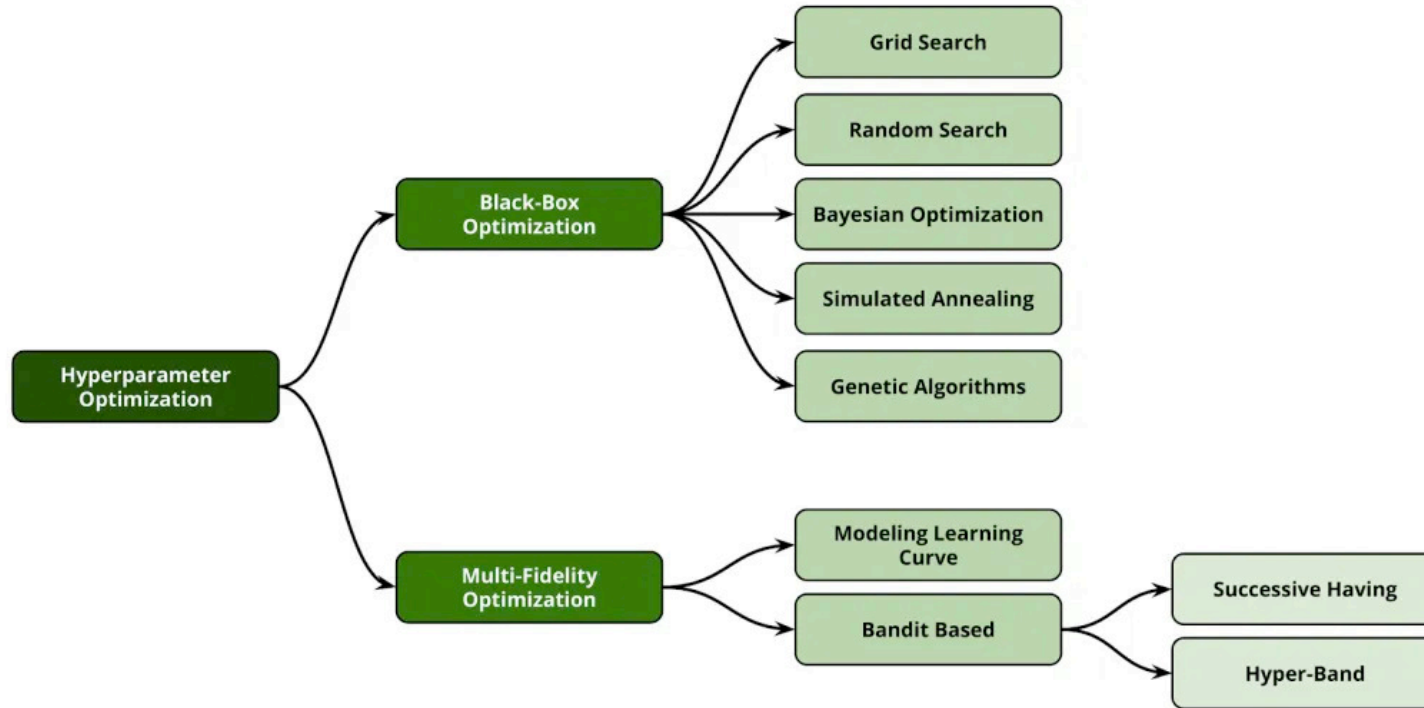 Grid Search
Random Search
Black-Box
Optimization
Bayesian Optimization
Simulated Annealing
Hyperparameter
Optimization
Genetic Algorithms
Modeling Learning
Curve
Multi-Fidelity
Optimization
Successive Having
Bandit Based
Hyper-Band